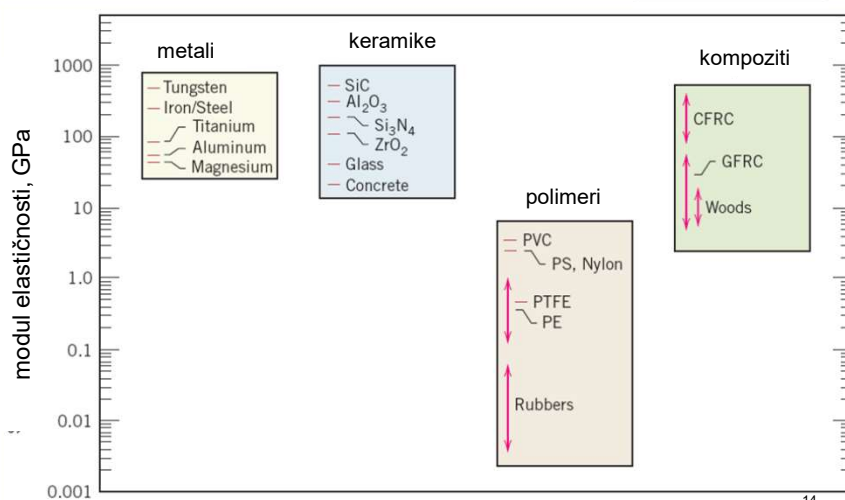 metali
keramike
kompoziti
polimeri
modul elastičnosti, GPa
1000
100
10
1.0
0.1
0.01
0.001
Tungsten
Iron/Steel
Titanium
Aluminum
Magnesium
SiC
Al₂O₃
Si₃N₄
ZrO₂
Glass
Concrete
PVC
PS, Nylon
PTFE
PE
Rubbers
CFRC
GFRC
Woods
14